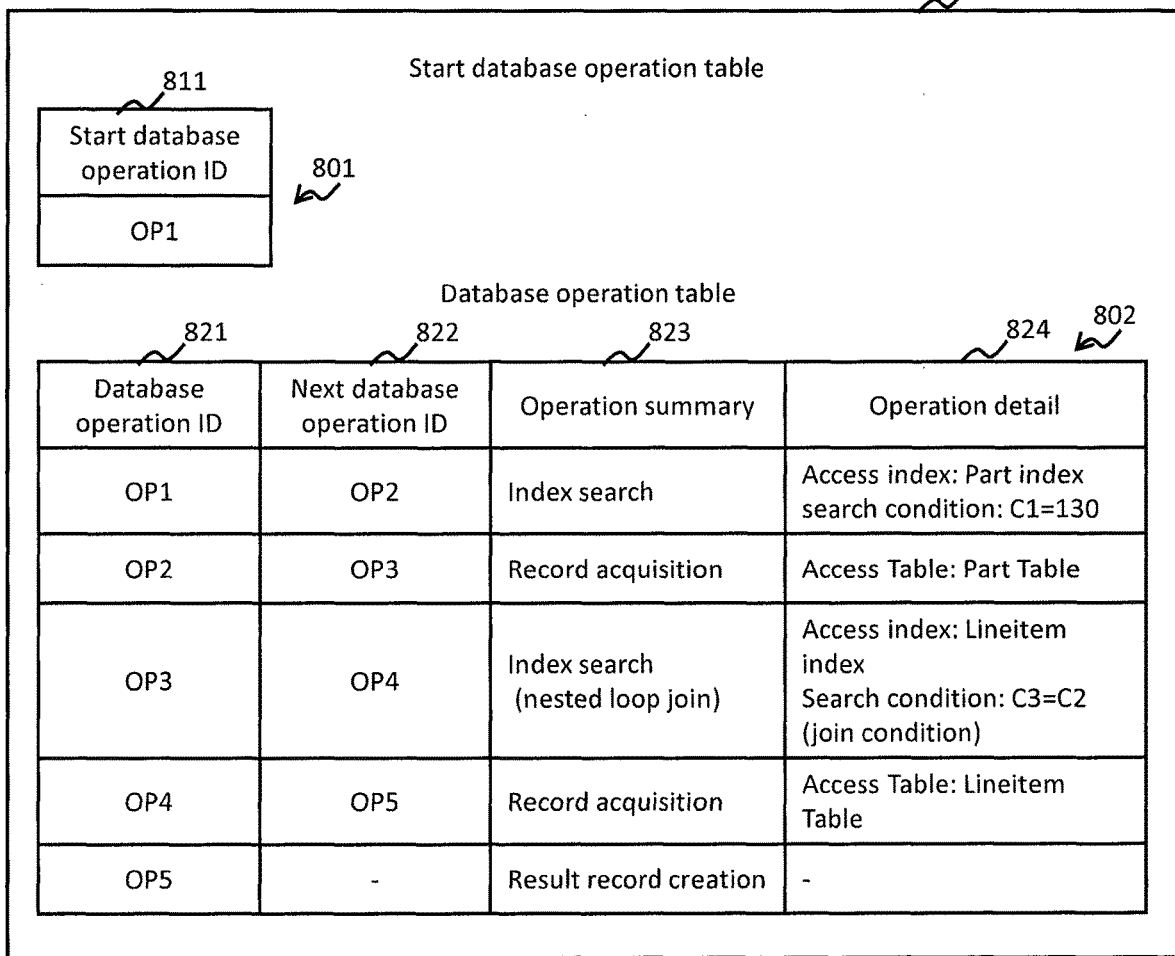 Start database operation table
811
Start database
operation ID
801
OP1
Database operation table
821
822
823
824
802
Database
operation ID
Next database
operation ID
Operation summary
Operation detail
OP1
OP2
Index search
Access index: Part index
search condition: C1=130
OP2
OP3
Record acquisition
Access Table: Part Table
OP3
OP4
Index search
(nested loop join)
Access index: Lineitem
index
Search condition: C3=C2
(join condition)
OP4
OP5
Record acquisition
Access Table: Lineitem
Table
OP5
-
Result record creation
-